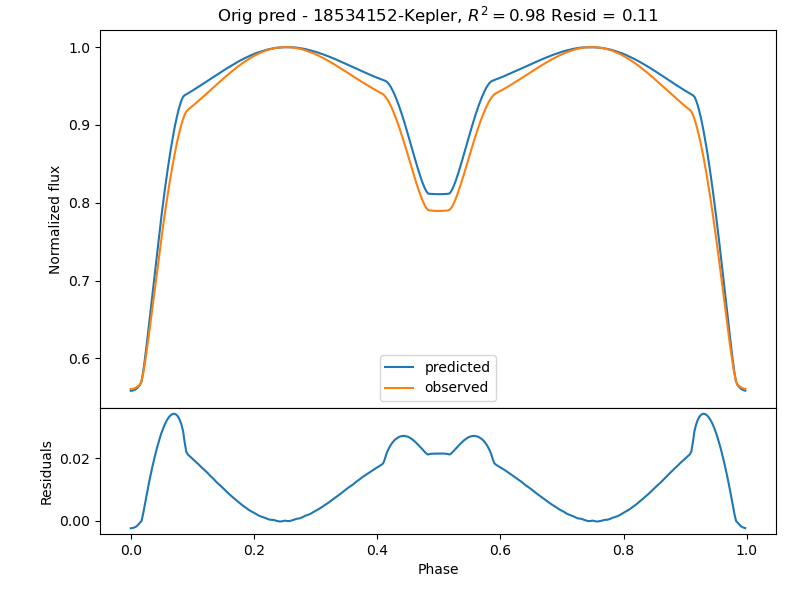 Orig pred - 18534152-Kepler, R² = 0.98 Resid = 0.11
1.0
0.9
0.8
0.7
0.6
Normalized flux
predicted
observed
0.02
0.00
Residuals
0.0 0.2 0.4 0.6 0.8 1.0
Phase